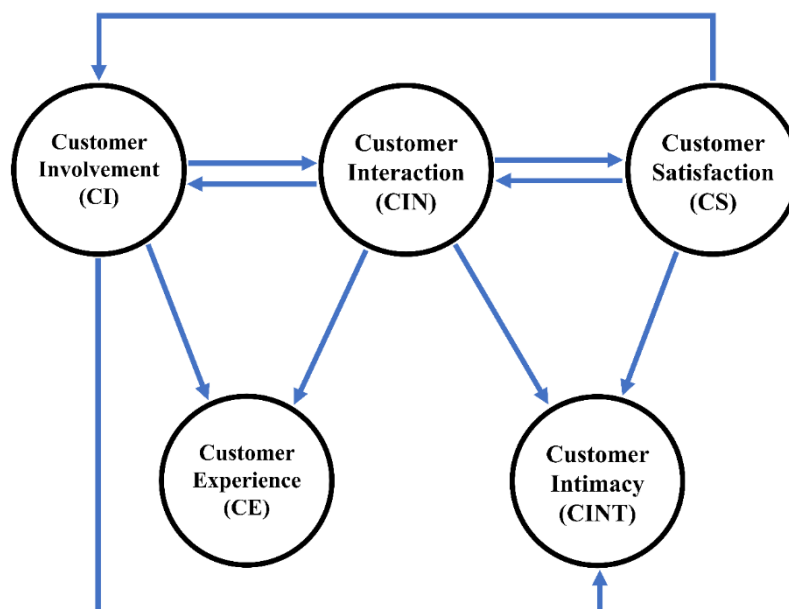 Customer
Involvement
(CI)
Customer
Interaction
(CIN)
Customer
Satisfaction
(CS)
Customer
Experience
(CE)
Customer
Intimacy
(CINT)